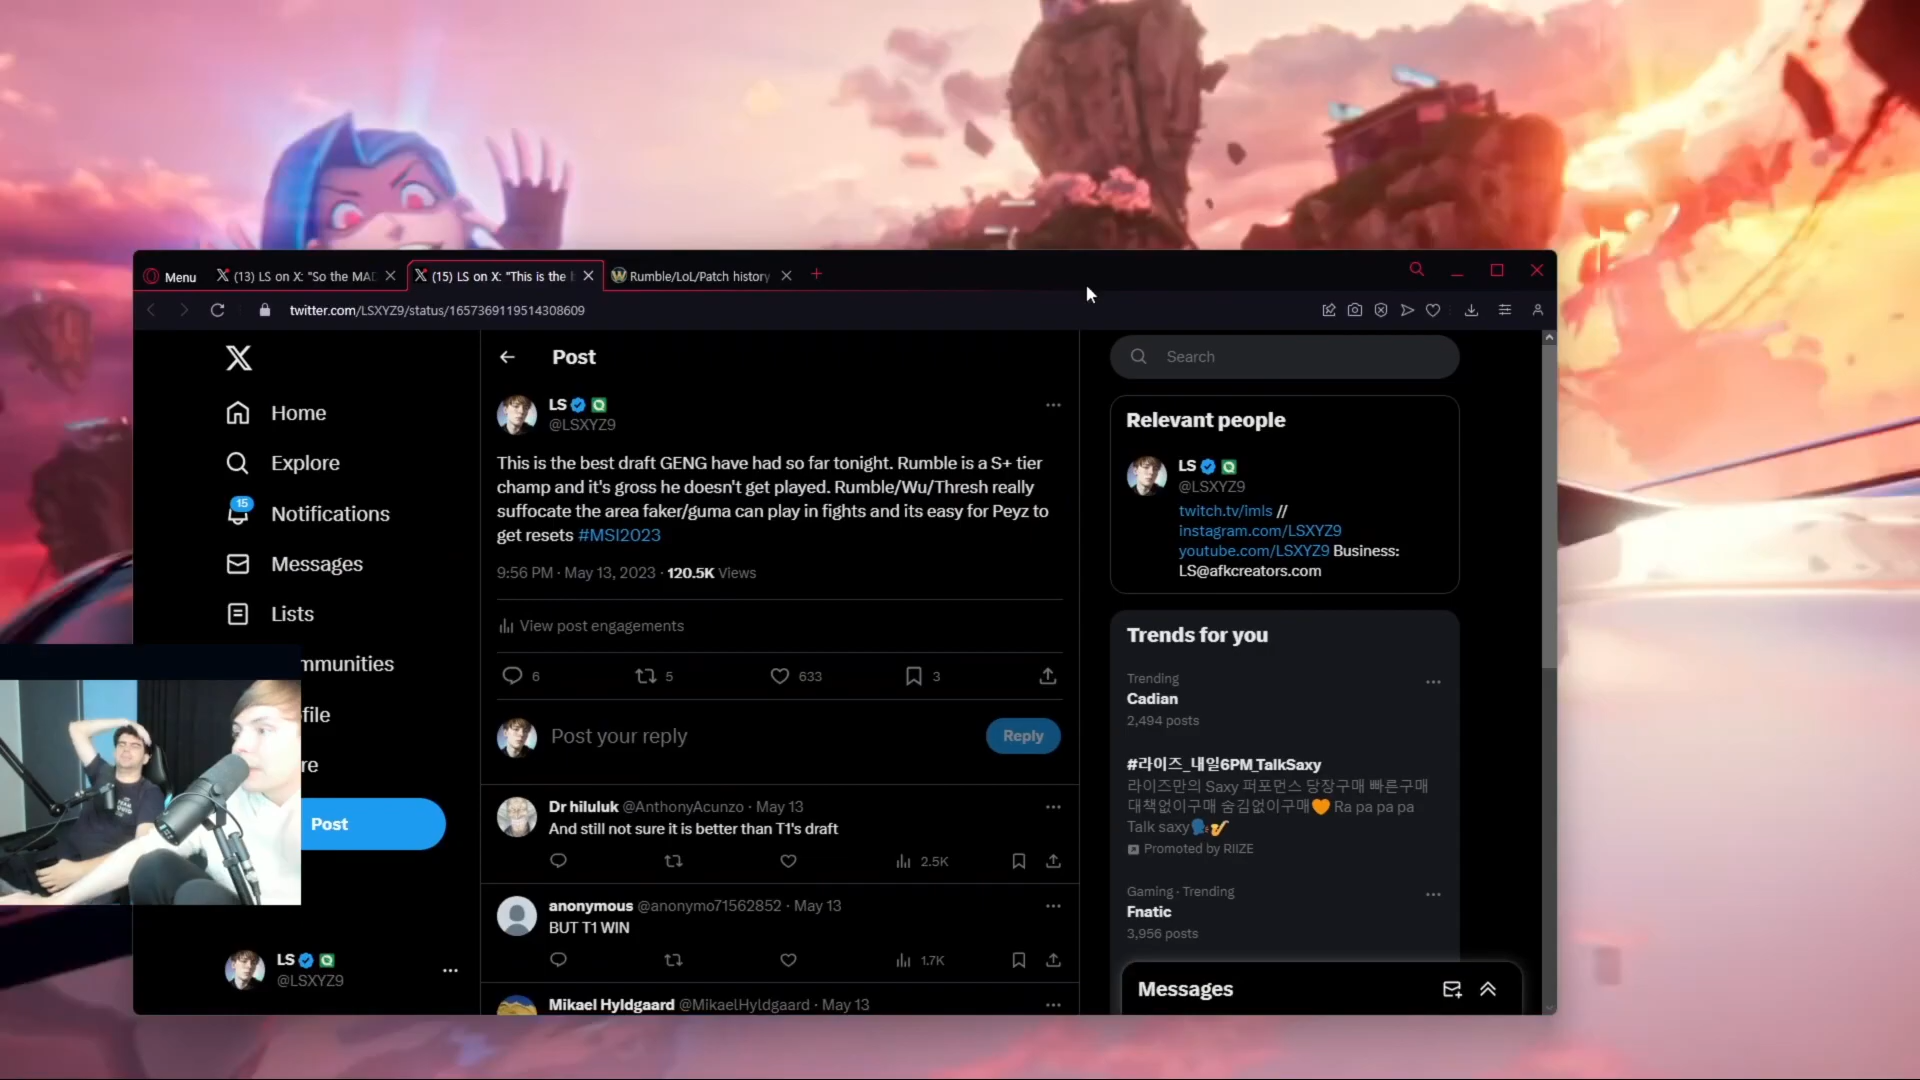 Menu
(13) LS on X: "So the MAD
(15) LS on X: "This is the
Rumble/LoL/Patch history
twitter.com/LSXYZ9/status/1657369119514308609
Home
Explore
15
Notifications
Messages
Lists
mmunities
file
re
Post
LS
@LSXYZ9
Post
LS
@LSXYZ9
This is the best draft GENG have had so far tonight. Rumble is a S+ tier
champ and it's gross he doesn't get played. Rumble/Wu/Thresh really
suffocate the area faker/guma can play in fights and its easy for Peyz to
get resets #MSI2023
9:56 PM · May 13, 2023 · 120.5K Views
View post engagements
6 5 633 3
Post your reply
Reply
Dr hiluluk @AnthonyAcunzo · May 13
And still not sure it is better than T1's draft
2.5K
anonymous @anonymo71562852 · May 13
BUT T1 WIN
1.7K
Mikael Hyldgaard @MikaelHyldgaard · May 13
Search
Relevant people
LS
@LSXYZ9
twitch.tv/imls //
instagram.com/LSXYZ9
youtube.com/LSXYZ9 Business:
LS@afkcreators.com
Trends for you
Trending
Cadian
2,494 posts
#라이즈_내일6PM_TalkSaxy
라이즈만의 Saxy 퍼포먼스 당장구매 빠른구매
대책없이구매 숨김없이구매🧡 Ra pa pa pa
Talk saxy🗣️🎷
Promoted by RIIZE
Gaming · Trending
Fnatic
3,956 posts
Messages